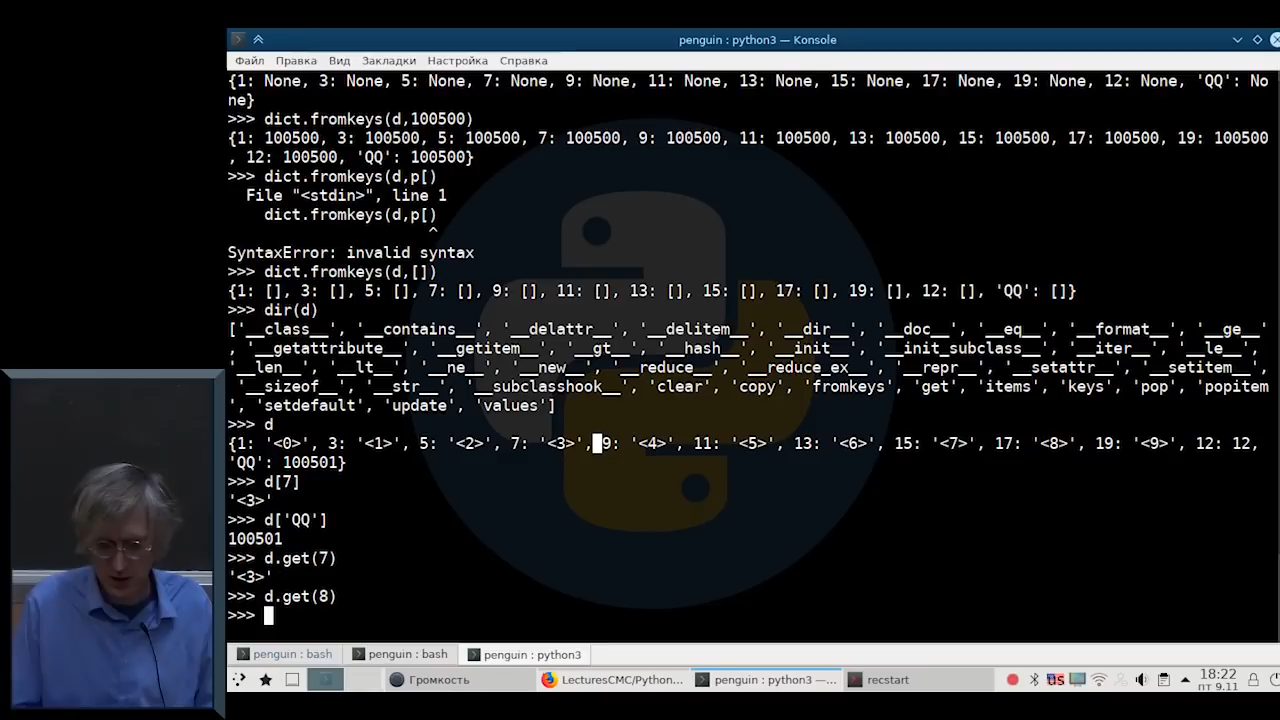 penguin : python3 — Konsole
Файл Правка Вид Закладки Настройка Справка
{1: None, 3: None, 5: None, 7: None, 9: None, 11: None, 13: None, 15: None, 17: None, 19: None, 12: None, 'QQ': No
ne}
>>> dict.fromkeys(d,100500)
{1: 100500, 3: 100500, 5: 100500, 7: 100500, 9: 100500, 11: 100500, 13: 100500, 15: 100500, 17: 100500, 19: 100500
, 12: 100500, 'QQ': 100500}
>>> dict.fromkeys(d,p[)
  File "<stdin>", line 1
    dict.fromkeys(d,p[)
                      ^
SyntaxError: invalid syntax
>>> dict.fromkeys(d,[])
{1: [], 3: [], 5: [], 7: [], 9: [], 11: [], 13: [], 15: [], 17: [], 19: [], 12: [], 'QQ': []}
>>> dir(d)
['__class__', '__contains__', '__delattr__', '__delitem__', '__dir__', '__doc__', '__eq__', '__format__', '__ge__'
, '__getattribute__', '__getitem__', '__gt__', '__hash__', '__init__', '__init_subclass__', '__iter__', '__le__', '
__len__', '__lt__', '__ne__', '__new__', '__reduce__', '__reduce_ex__', '__repr__', '__setattr__', '__setitem__',
'__sizeof__', '__str__', '__subclasshook__', 'clear', 'copy', 'fromkeys', 'get', 'items', 'keys', 'pop', 'popitem
', 'setdefault', 'update', 'values']
>>> d
{1: '<0>', 3: '<1>', 5: '<2>', 7: '<3>', 9: '<4>', 11: '<5>', 13: '<6>', 15: '<7>', 17: '<8>', 19: '<9>', 12: 12,
'QQ': 100501}
>>> d[7]
'<3>'
>>> d['QQ']
100501
>>> d.get(7)
'<3>'
>>> d.get(8)
>>>
penguin : bash penguin : bash penguin : python3
Громкость LecturesCMC/Python... penguin : python3 —... recstart us 18:22
пт 9.11